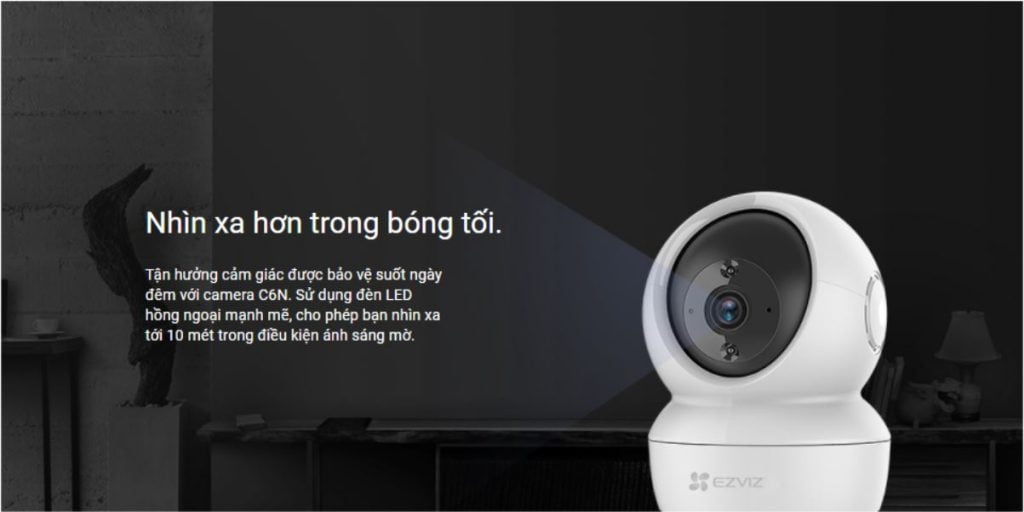 Nhìn xa hơn trong bóng tối.
Tận hưởng cảm giác được bảo vệ suốt ngày
đêm với camera C6N. Sử dụng đèn LED
hồng ngoại mạnh mẽ, cho phép bạn nhìn xa
tới 10 mét trong điều kiện ánh sáng mờ.
EZVIZ